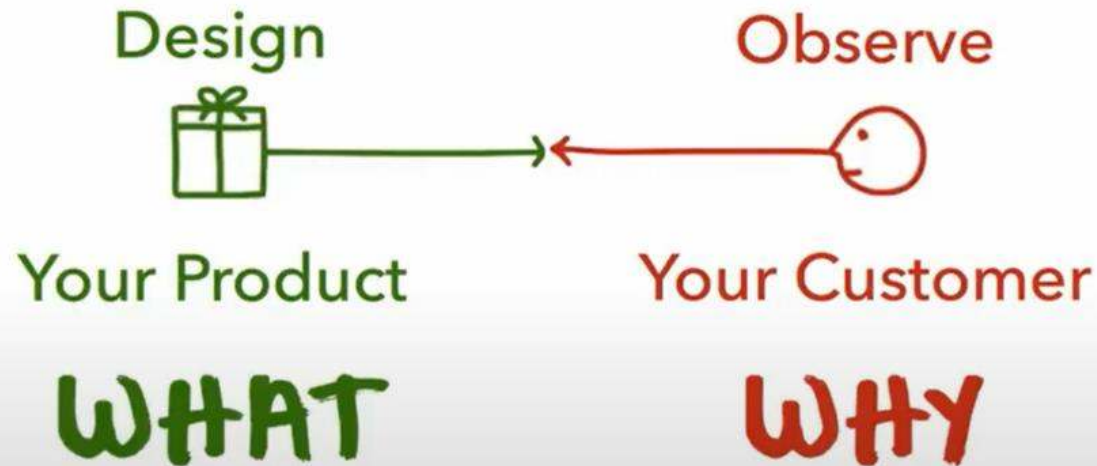 Design
Observe
Your Product
Your Customer
WHAT
WHY